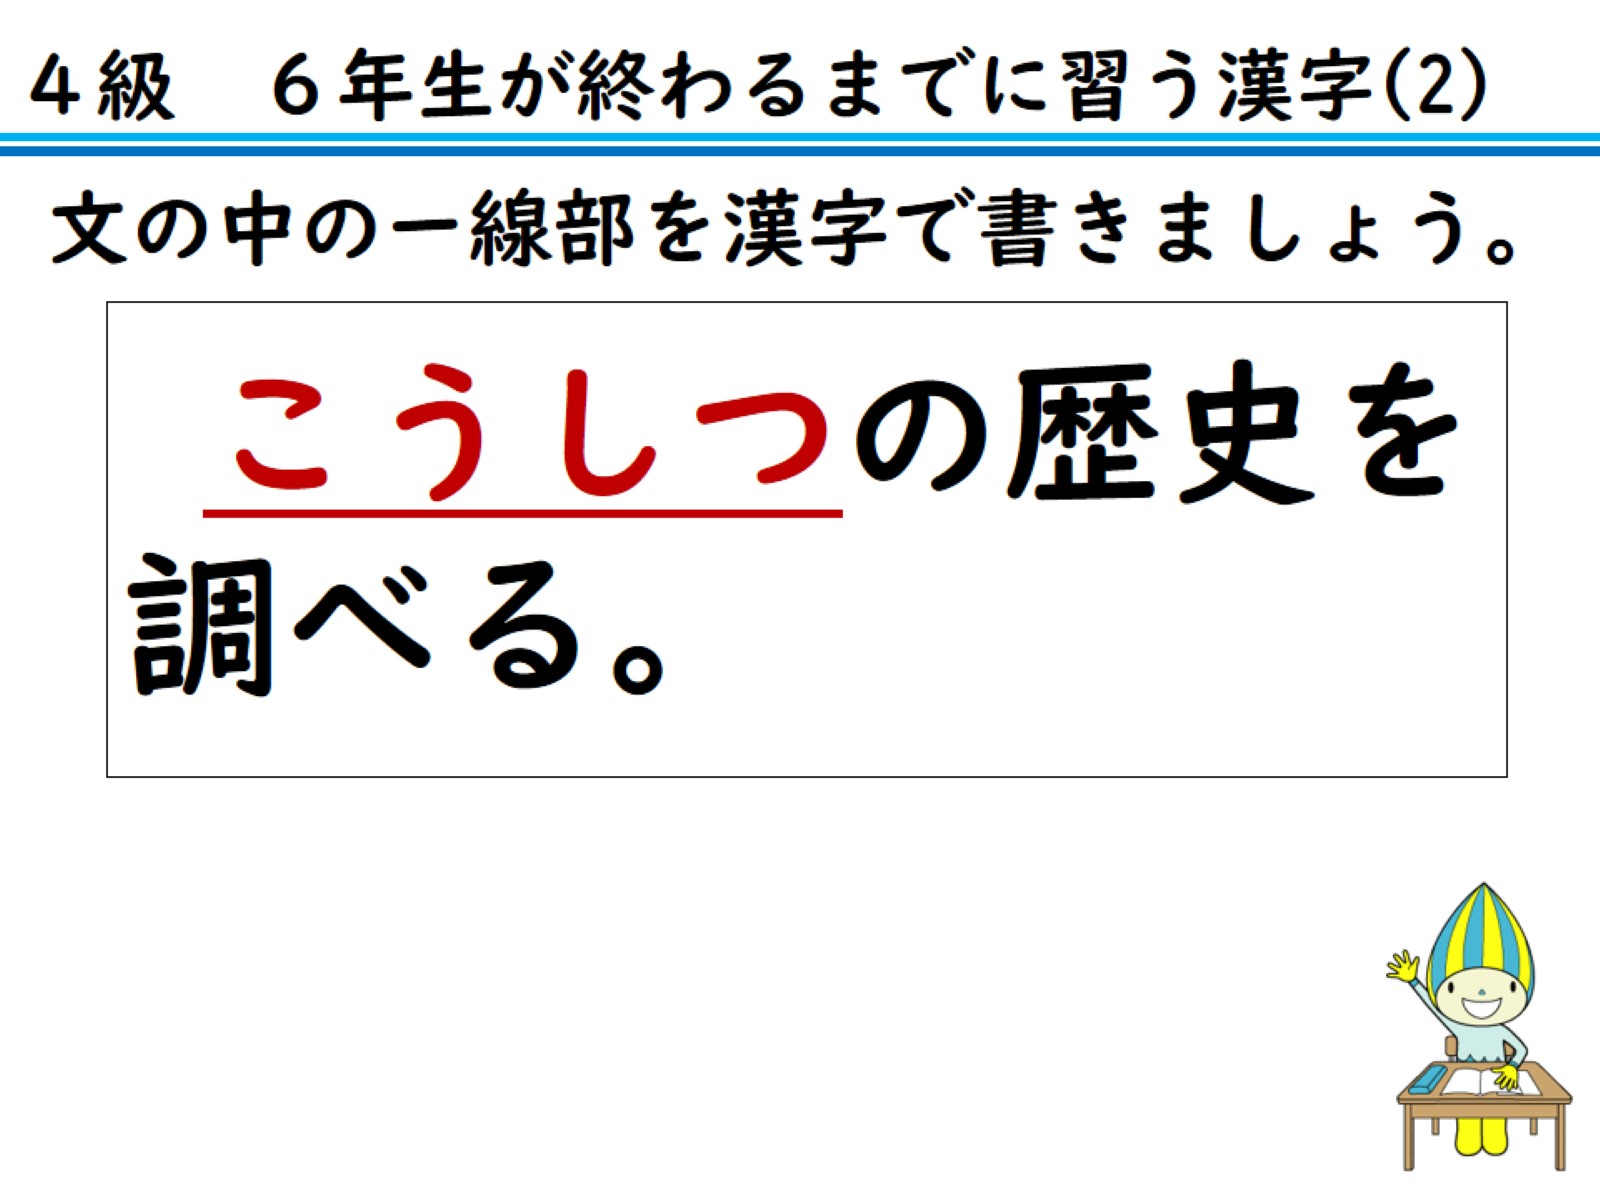 ４級　６年生が終わるまでに習う漢字(2)
文の中の―線部を漢字で書きましょう。
こうしつの歴史を
調べる。